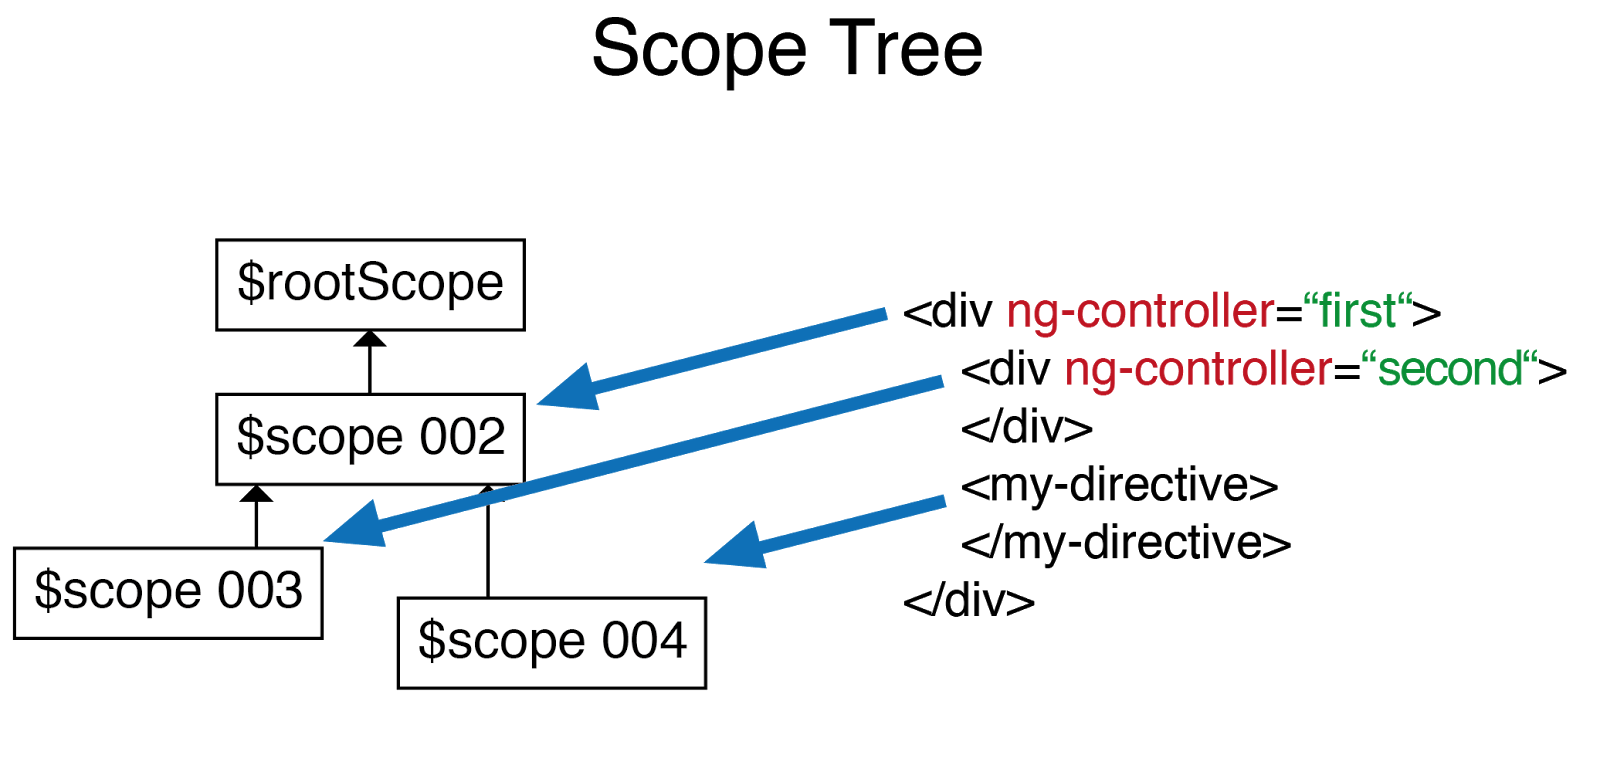 Scope Tree
$rootScope
$scope 002
$scope 003
$scope 004
<div ng-controller=“first“>
<div ng-controller=“second“>
</div>
<my-directive>
</my-directive>
</div>